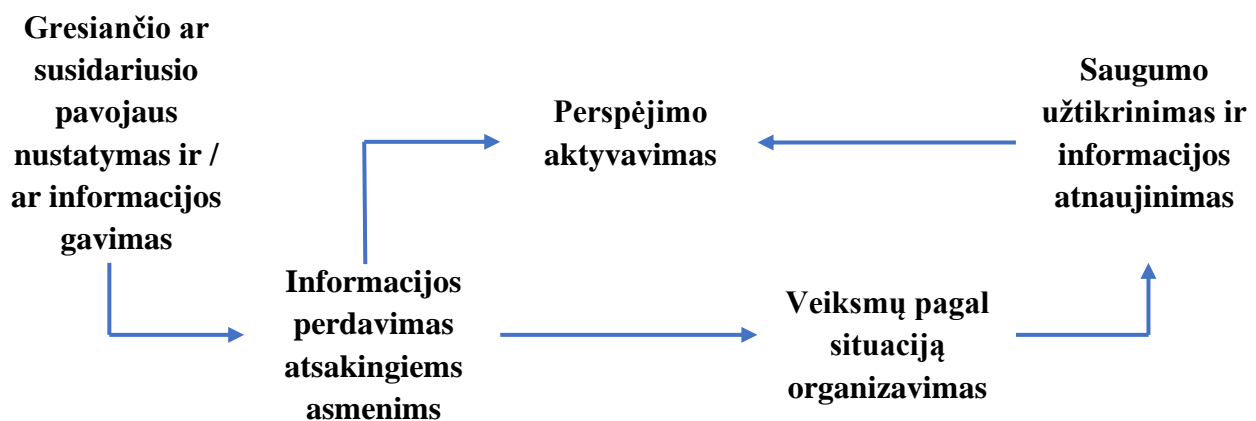 Gresiančio ar
susidariusio
pavojaus
nustatymas ir /
ar informacijos
gavimas
Informacijos
perdavimas
atsakingiems
asmenims
Perspėjimo
aktyvavimas
Veiksmų pagal
situaciją
organizavimas
Saugumo
užtikrinimas ir
informacijos
atnaujinimas